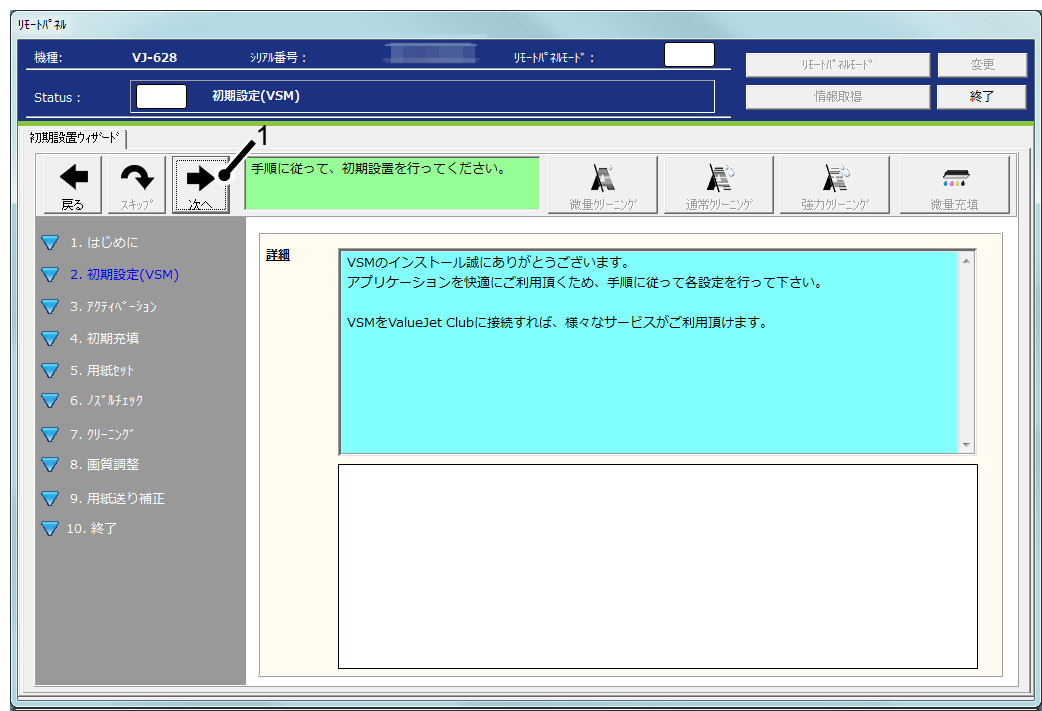 ﾘﾓｰﾄﾊﾟﾈﾙ
機種: VJ-628 ｼﾘｱﾙ番号 : ﾘﾓｰﾄﾊﾟﾈﾙﾓｰﾄﾞ :
ﾘﾓｰﾄﾊﾟﾈﾙﾓｰﾄﾞ 変更
Status : 初期設定(VSM)
情報取得 終了
初期設置ｳｨｻﾞｰﾄﾞ
1
戻る ｽｷｯﾌﾟ 次へ
手順に従って、初期設置を行ってください。
微量ｸﾘｰﾆﾝｸﾞ 通常ｸﾘｰﾆﾝｸﾞ 強力ｸﾘｰﾆﾝｸﾞ 微量充填
1. はじめに
2. 初期設定(VSM)
3. ｱｸﾃｨﾍﾞｰｼｮﾝ
4. 初期充填
5. 用紙ｾｯﾄ
6. ﾉｽﾞﾙﾁｪｯｸ
7. ｸﾘｰﾆﾝｸﾞ
8. 画質調整
9. 用紙送り補正
10. 終了
詳細
VSMのインストール誠にありがとうございます。
アプリケーションを快適にご利用頂くため、手順に従って各設定を行って下さい。
VSMをValueJet Clubに接続すれば、様々なサービスがご利用頂けます。